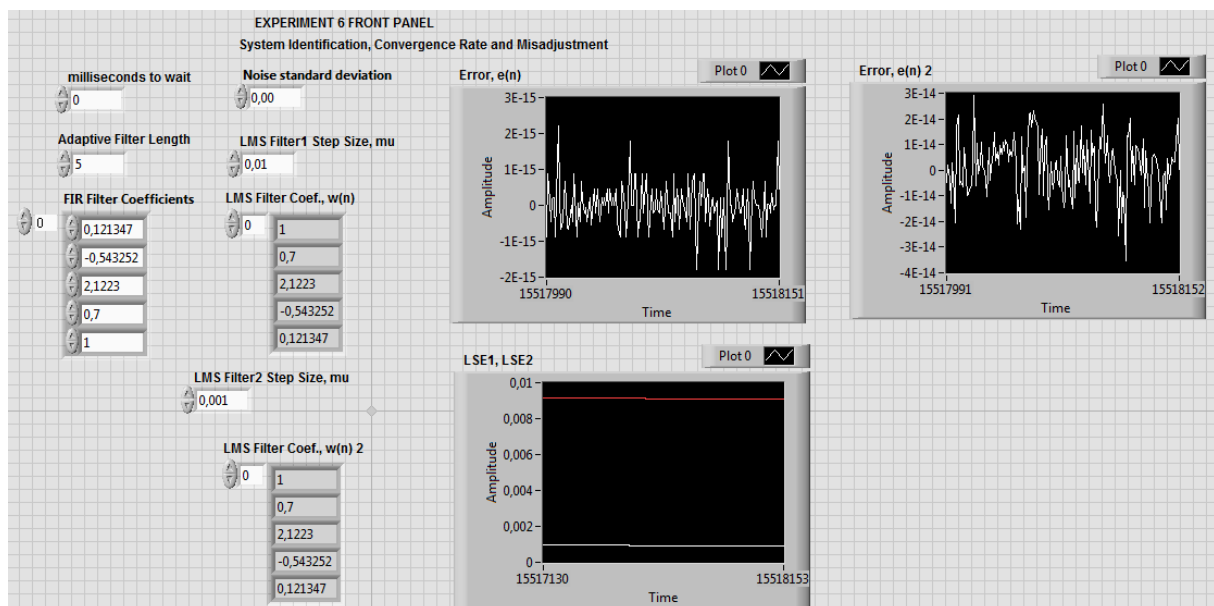 EXPERIMENT 6 FRONT PANEL
System Identification, Convergence Rate and Misadjustment
milliseconds to wait
0
Noise standard deviation
0,00
Adaptive Filter Length
5
LMS Filter1 Step Size, mu
0,01
FIR Filter Coefficients
0
0,121347
-0,543252
2,1223
0,7
1
LMS Filter Coef., w(n)
0
1
0,7
2,1223
-0,543252
0,121347
LMS Filter2 Step Size, mu
0,001
LMS Filter Coef., w(n) 2
0
1
0,7
2,1223
-0,543252
0,121347
Error, e(n)
Plot 0
3E-15
2E-15
1E-15
0
-1E-15
-2E-15
Amplitude
15517990
15518151
Time
Error, e(n) 2
Plot 0
3E-14
2E-14
1E-14
0
-1E-14
-2E-14
-3E-14
-4E-14
Amplitude
15517991
15518152
Time
LSE1, LSE2
Plot 0
0,01
0,008
0,006
0,004
0,002
0
Amplitude
15517130
15518153
Time